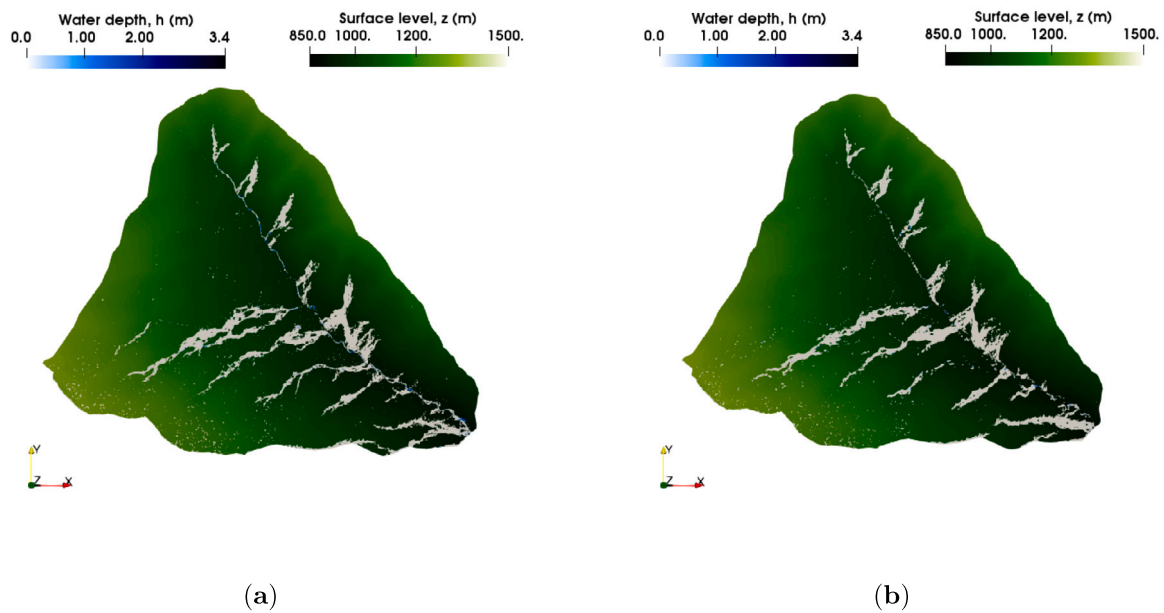 Water depth, h (m)
0.0 1.00 2.00 3.4
Surface level, z (m)
850.0 1000. 1200. 1500.
Y
Z X
(a)
Water depth, h (m)
0.0 1.00 2.00 3.4
Surface level, z (m)
850.0 1000. 1200. 1500.
Y
Z X
(b)